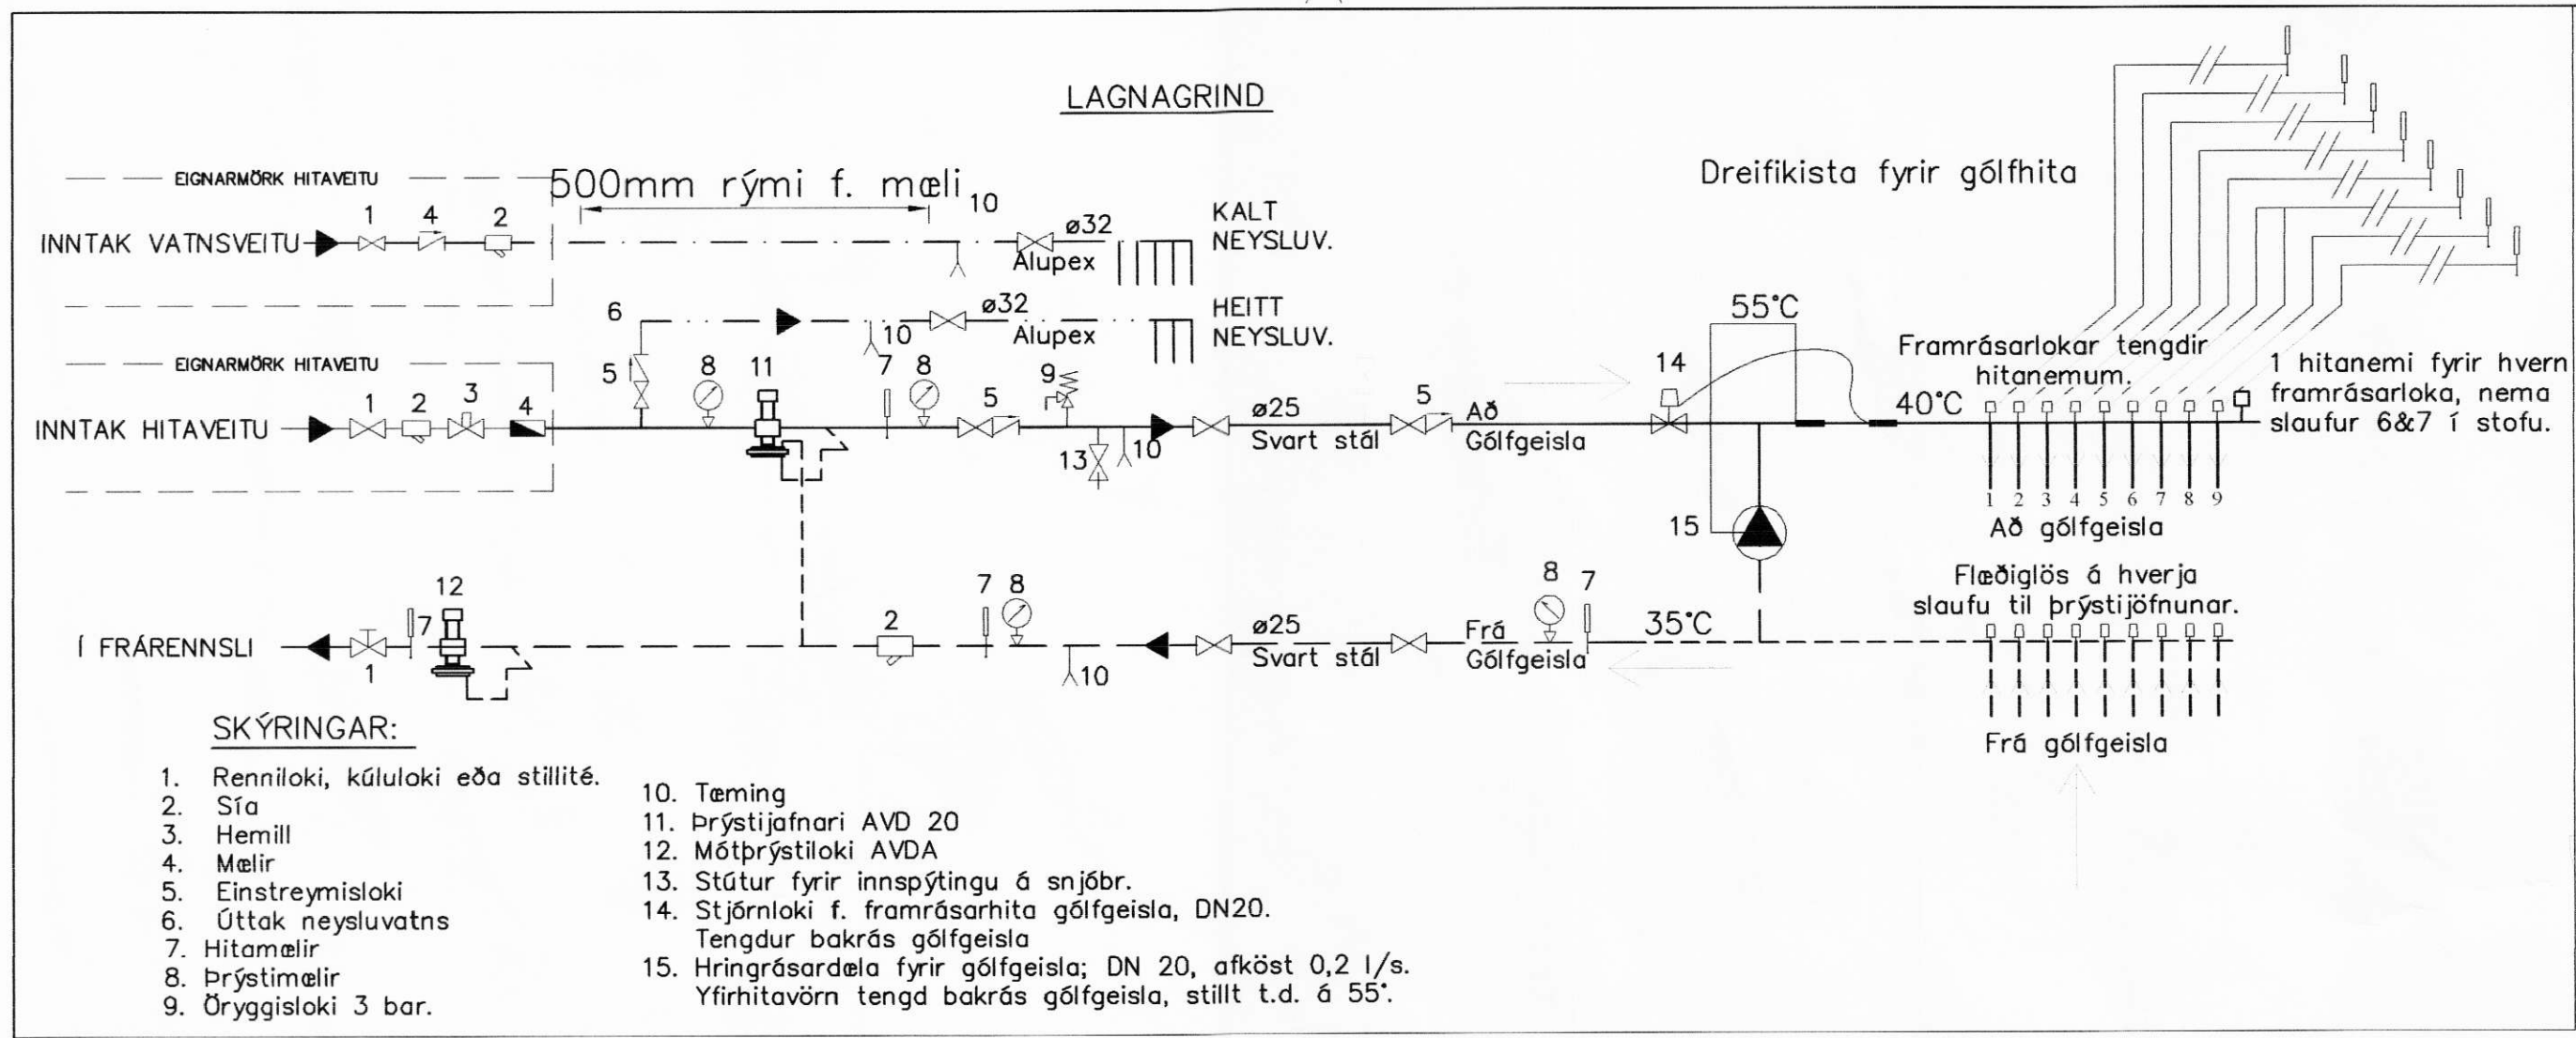 LAGNAGRIND
EIGNARMÖRK HITAVEITU
500mm rými f. mæli
10
1
4
2
INNTAK VATNSVEITU
ø32
Alupex
KALT
NEYSLUV.
6
10
ø32
Alupex
HEITT
NEYSLUV.
EIGNARMÖRK HITAVEITU
5
8
11
7
8
5
9
INNTAK HITAVEITU
1
2
3
4
13
10
ø25
Svart stál
5
Að
Gólfgeisla
14
55°C
40°C
15
Dreifikista fyrir gólfhita
Framrásarlokar tengdir
hitanemum.
1 hitanemi fyrir hvern
framrásarloka, nema
slaufur 6&7 í stofu.
1 2 3 4 5 6 7 8 9
Að gólfgeisla
Í FRÁRENNSLI
1
7
12
2
7
8
10
ø25
Svart stál
Frá
Gólfgeisla
8
7
35°C
Flæðiglös á hverja
slaufu til þrýstijöfnunar.
Frá gólfgeisla
SKÝRINGAR:
1. Renniloki, kúluloki eða stillité.
2. Sía
3. Hemill
4. Mælir
5. Einstreymisloki
6. Úttak neysluvatns
7. Hitamælir
8. Þrýstimælir
9. Öryggisloki 3 bar.
10. Tæming
11. Þrýstijafnari AVD 20
12. Mótþrýstiloki AVDA
13. Stútur fyrir innspýtingu á snjóbr.
14. Stjórnloki f. framrásarhita gólfgeisla, DN20.
Tengdur bakrás gólfgeisla
15. Hringrásardæla fyrir gólfgeisla; DN 20, afköst 0,2 l/s.
Yfirhitavörn tengd bakrás gólfgeisla, stillt t.d. á 55°.